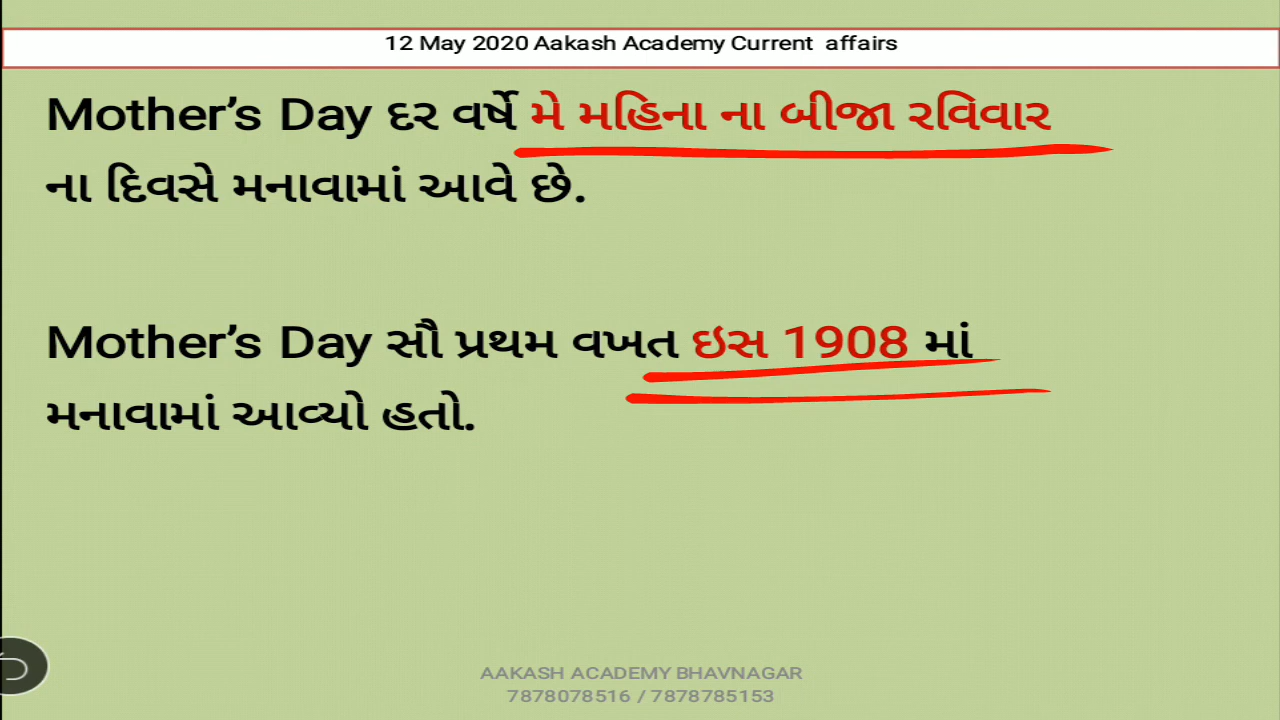 12 May 2020 Aakash Academy Current affairs
Mother's Day દર વર્ષે મે મહિના ના બીજા રવિવાર
ના દિવસે મનાવામાં આવે છે.
Mother's Day સૌ પ્રથમ વખત ઇસ 1908 માં
મનાવામાં આવ્યો હતો.
AAKASH ACADEMY BHAVNAGAR
7878078516 / 7878785153